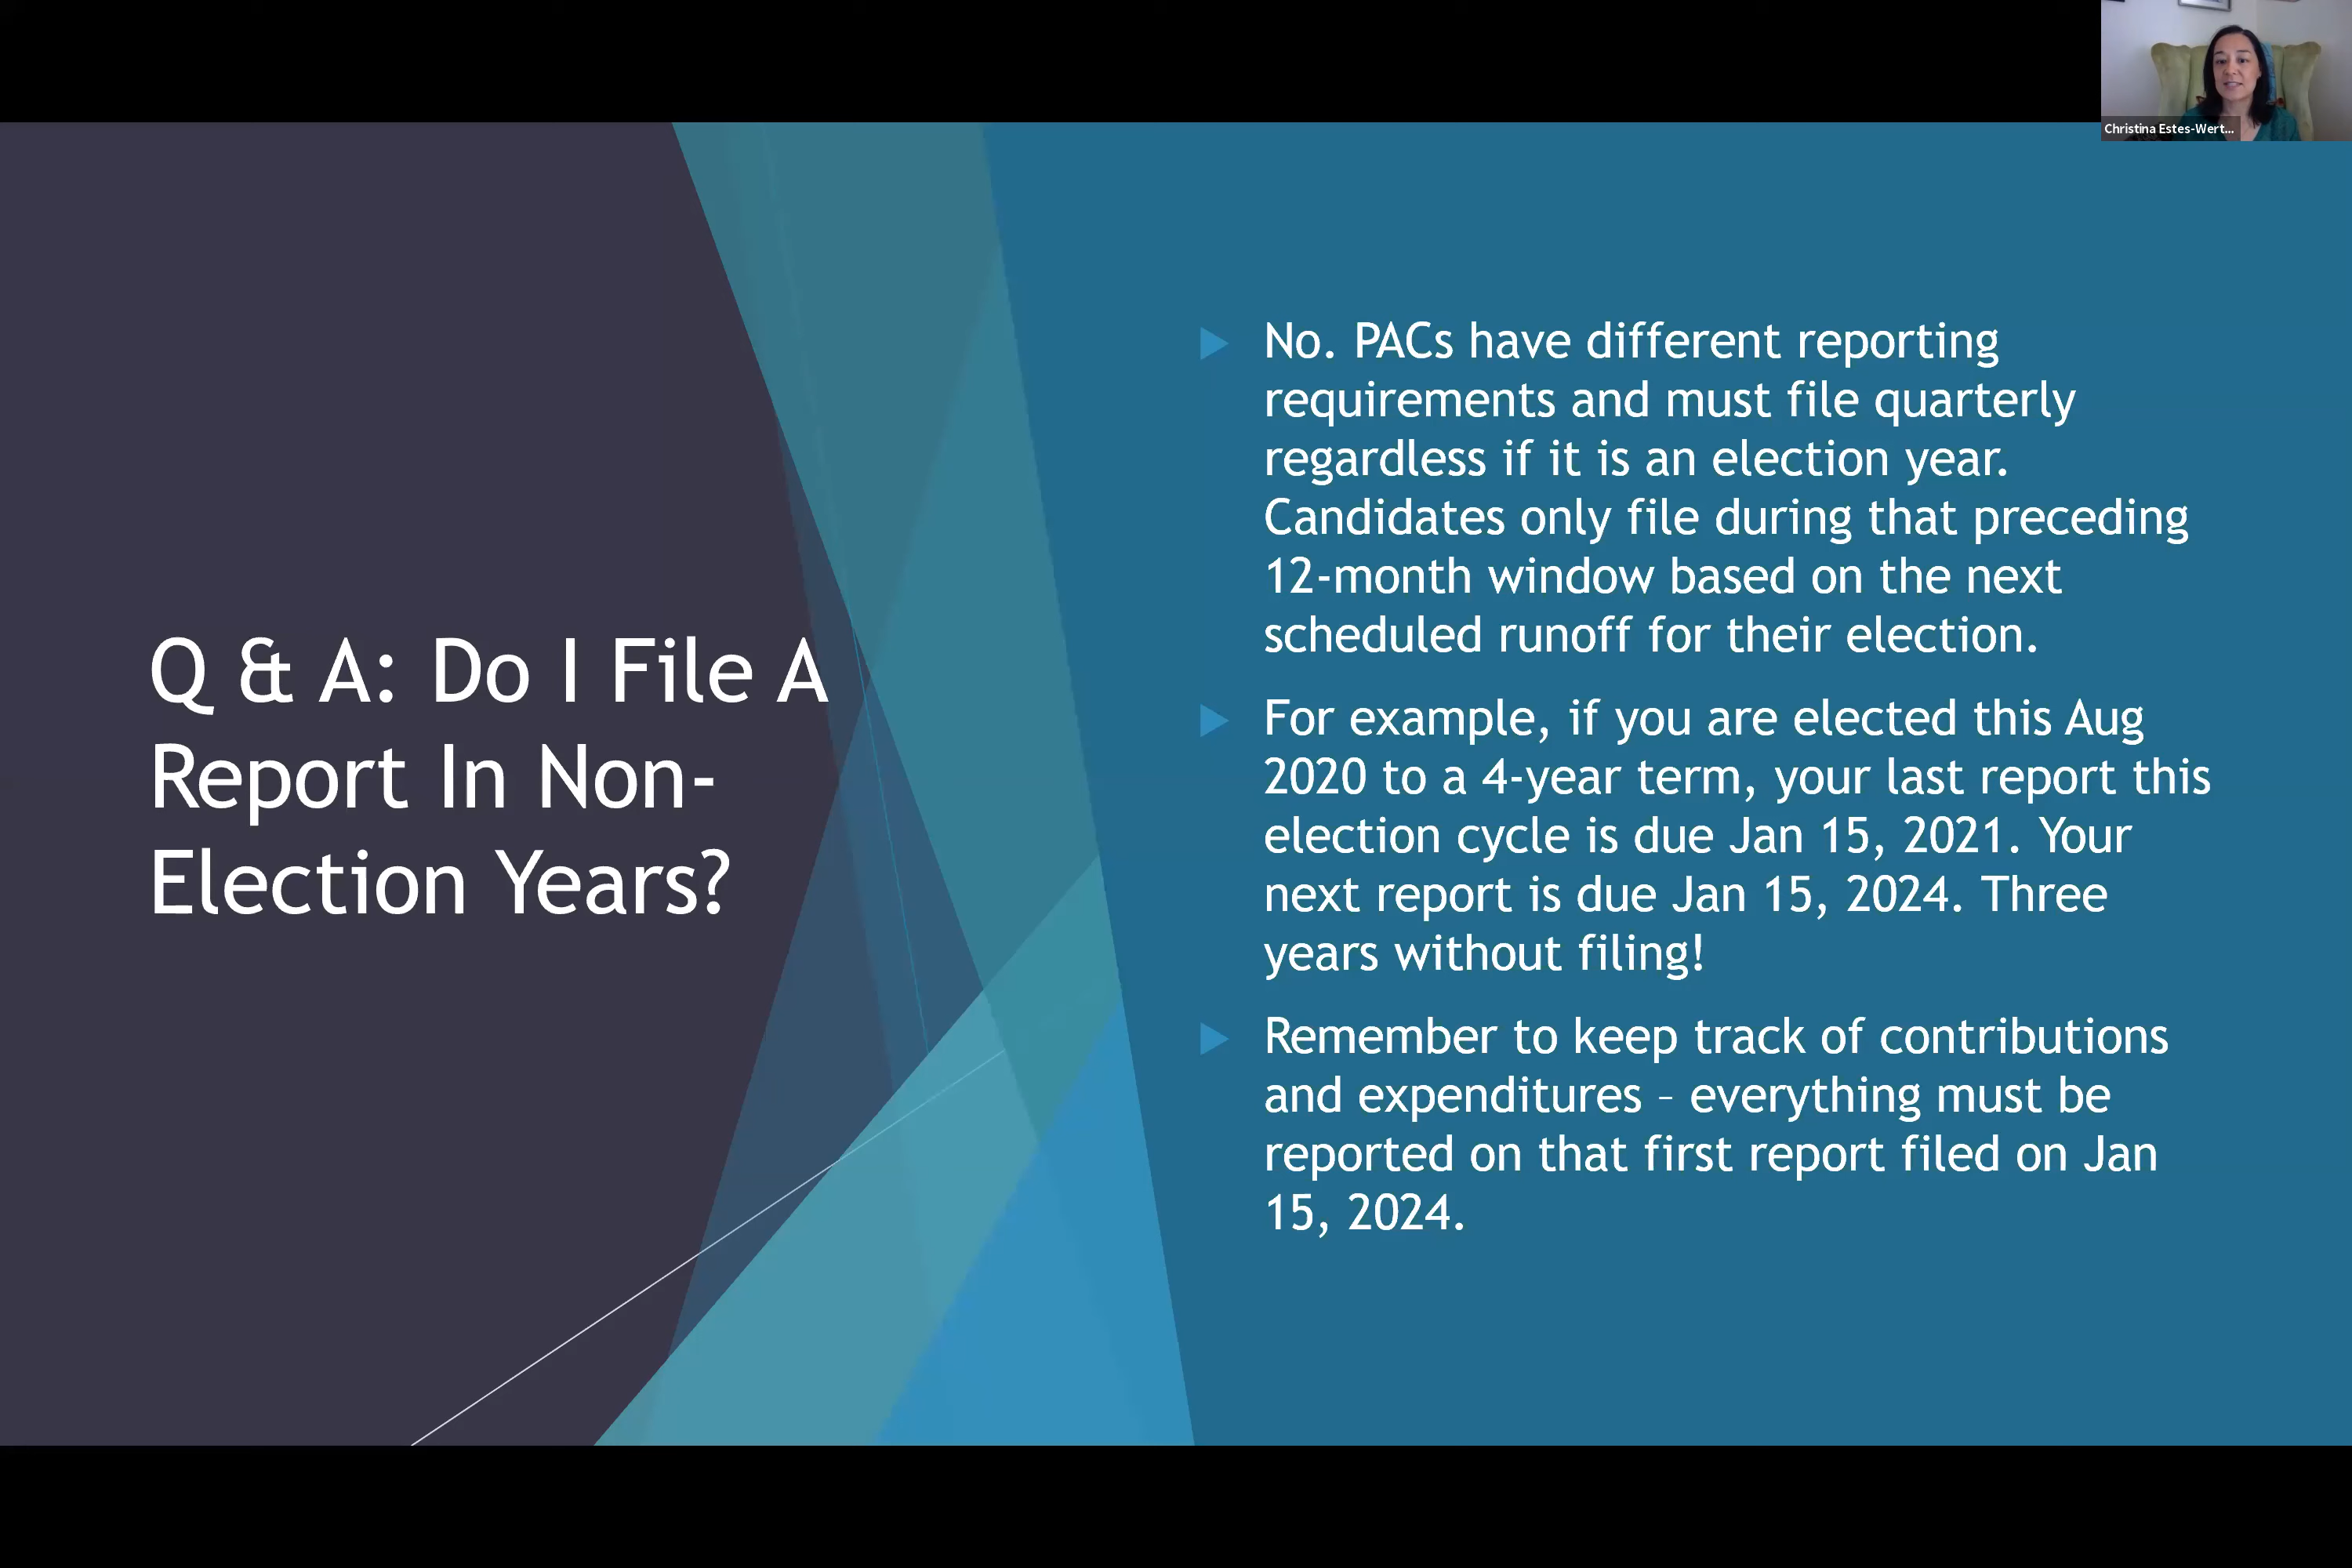 Christina Estes-Wert...
Q & A: Do I File A
Report In Non-
Election Years?
No. PACs have different reporting
requirements and must file quarterly
regardless if it is an election year.
Candidates only file during that preceding
12-month window based on the next
scheduled runoff for their election.
For example, if you are elected this Aug
2020 to a 4-year term, your last report this
election cycle is due Jan 15, 2021. Your
next report is due Jan 15, 2024. Three
years without filing!
Remember to keep track of contributions
and expenditures – everything must be
reported on that first report filed on Jan
15, 2024.